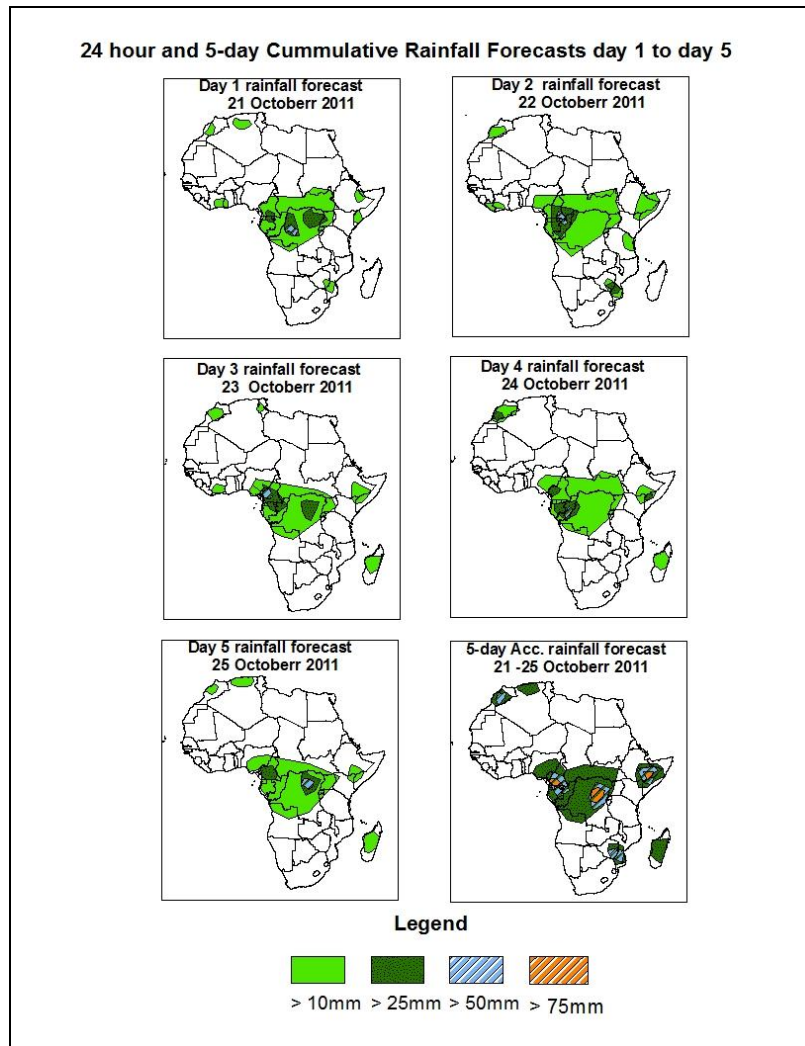 24 hour and 5-day Cummulative Rainfall Forecasts day 1 to day 5
Day 1 rainfall forecast
21 Octoberr 2011
Day 2 rainfall forecast
22 Octoberr 2011
Day 3 rainfall forecast
23 Octoberr 2011
Day 4 rainfall forecast
24 Octoberr 2011
Day 5 rainfall forecast
25 Octoberr 2011
5-day Acc. rainfall forecast
21 -25 Octoberr 2011
Legend
> 10mm > 25mm > 50mm > 75mm